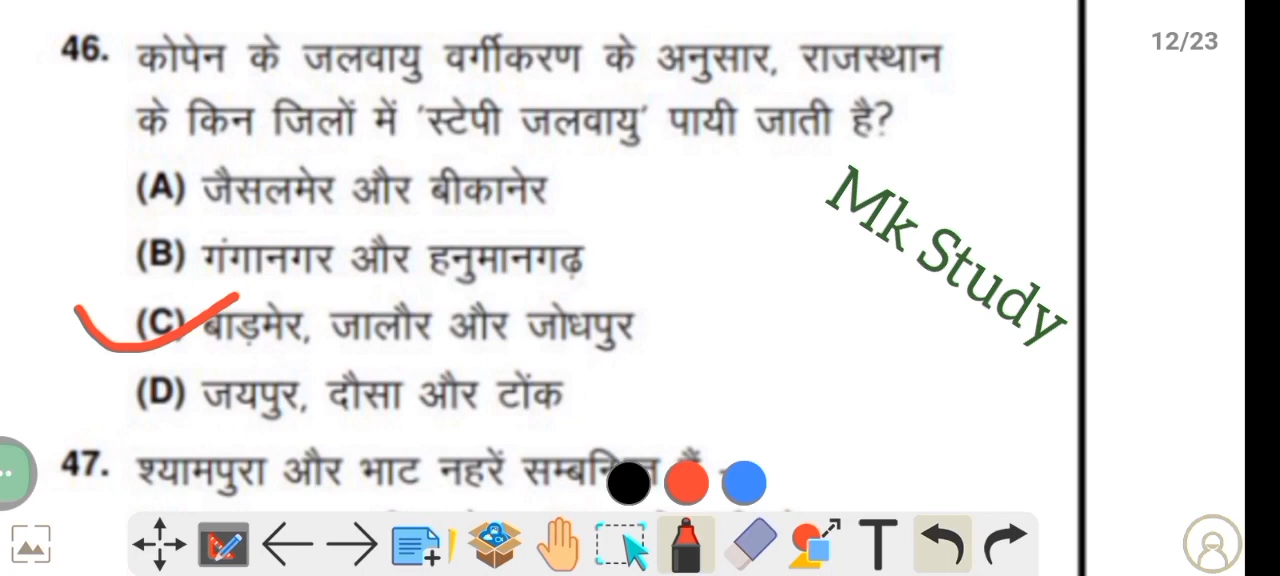 46. कोपेन के जलवायु वर्गीकरण के अनुसार, राजस्थान
के किन जिलों में 'स्टेपी जलवायु' पायी जाती है?
(A) जैसलमेर और बीकानेर
(B) गंगानगर और हनुमानगढ़
(C) बाड़मेर, जालौर और जोधपुर
(D) जयपुर, दौसा और टोंक
47. श्यामपुरा और भाट नहरें
12/23
Mk Study
T